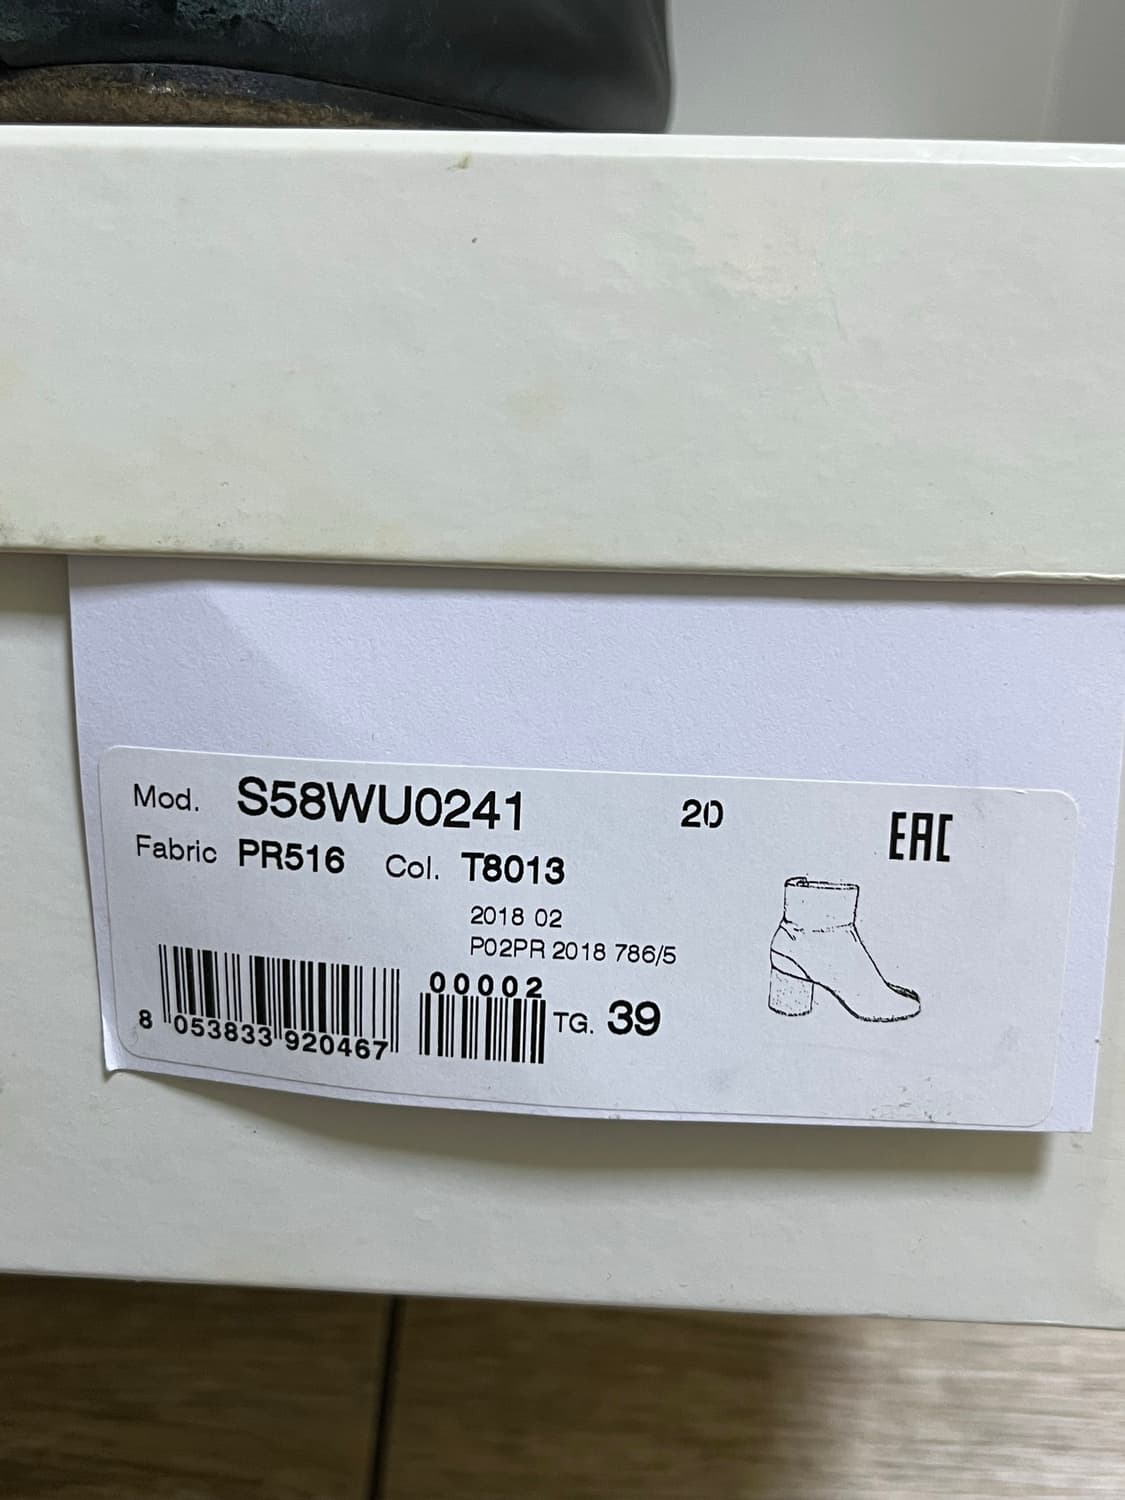 Mod. S58WU0241 20 EAC
Fabric PR516 Col. T8013
2018 02
P02PR 2018 786/5
00002
8 053833 920467 TG. 39